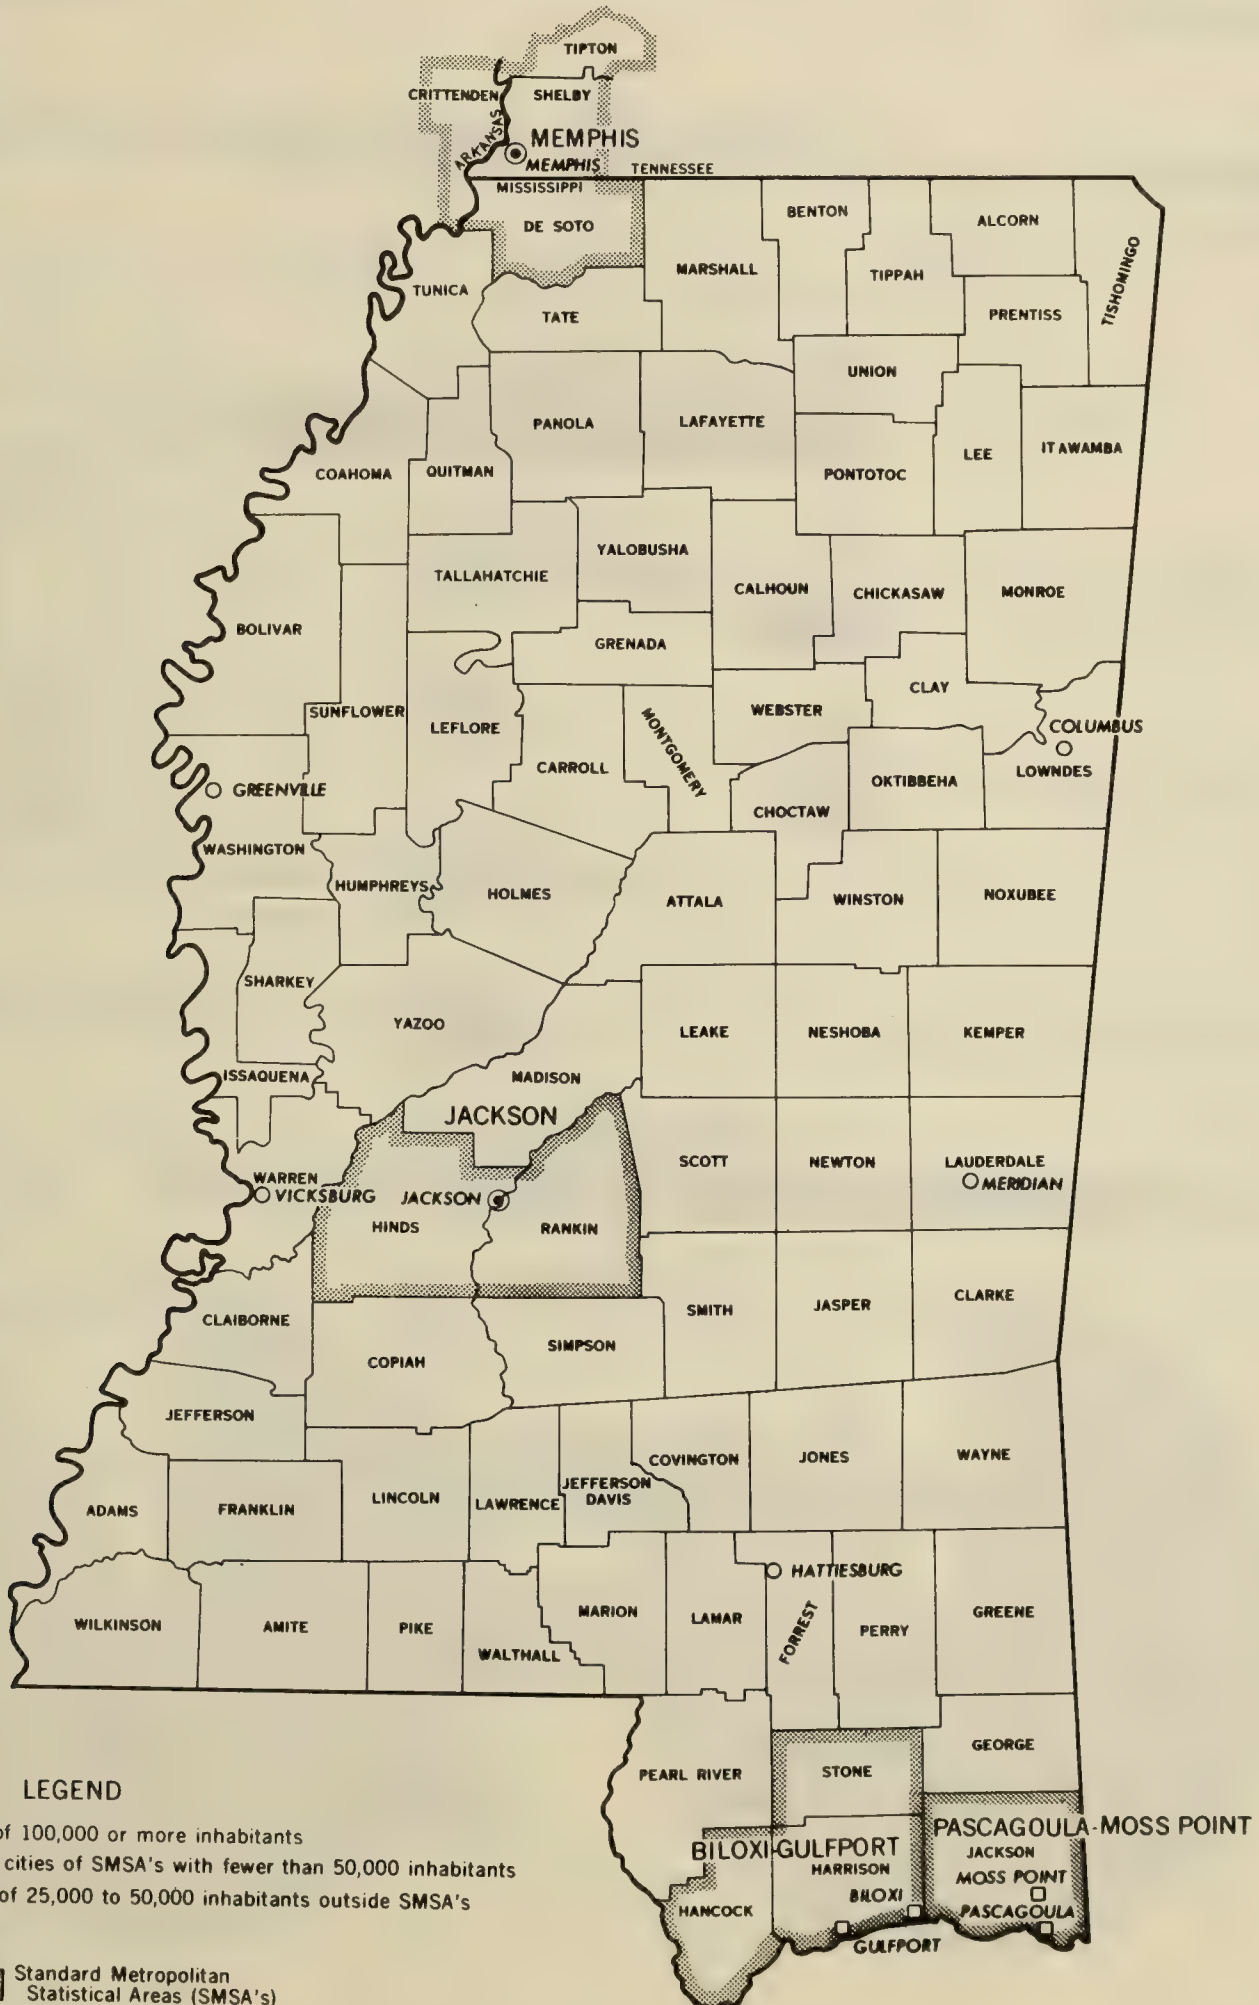 TIPTON
CRITTENDEN
SHELBY
ARKANSAS
MEMPHIS
MEMPHIS
TENNESSEE
MISSISSIPPI
DE SOTO
BENTON
ALCORN
MARSHALL
TIPPAH
TISHOMINGO
TUNICA
TATE
PRENTISS
UNION
PANOLA
LAFAYETTE
COAHOMA
QUITMAN
PONTOTOC
LEE
ITAWAMBA
YALOBUSHA
TALLAHATCHIE
CALHOUN
CHICKASAW
MONROE
BOLIVAR
GRENADA
CLAY
SUNFLOWER
LEFLORE
MONTGOMERY
WEBSTER
COLUMBUS
CARROLL
OKTIBBEHA
LOWNDES
GREENVILLE
CHOCTAW
WASHINGTON
HUMPHREYS
HOLMES
ATTALA
WINSTON
NOXUBEE
SHARKEY
YAZOO
LEAKE
NESHOBA
KEMPER
ISSAQUENA
MADISON
JACKSON
SCOTT
NEWTON
LAUDERDALE
MERIDIAN
WARREN
VICKSBURG
JACKSON
HINDS
RANKIN
CLAIBORNE
SMITH
JASPER
CLARKE
COPIAH
SIMPSON
JEFFERSON
COVINGTON
JONES
WAYNE
ADAMS
FRANKLIN
LINCOLN
LAWRENCE
JEFFERSON
DAVIS
HATTIESBURG
WILKINSON
AMITE
PIKE
WALTHALL
MARION
LAMAR
FORREST
PERRY
GREENE
GEORGE
PEARL RIVER
STONE
BILOXI-GULFPORT
HARRISON
BILOXI
HANCOCK
GULFPORT
PASCAGOULA-MOSS POINT
JACKSON
MOSS POINT
PASCAGOULA
LEGEND
of 100,000 or more inhabitants
cities of SMSA's with fewer than 50,000 inhabitants
of 25,000 to 50,000 inhabitants outside SMSA's
Standard Metropolitan
Statistical Areas (SMSA's)